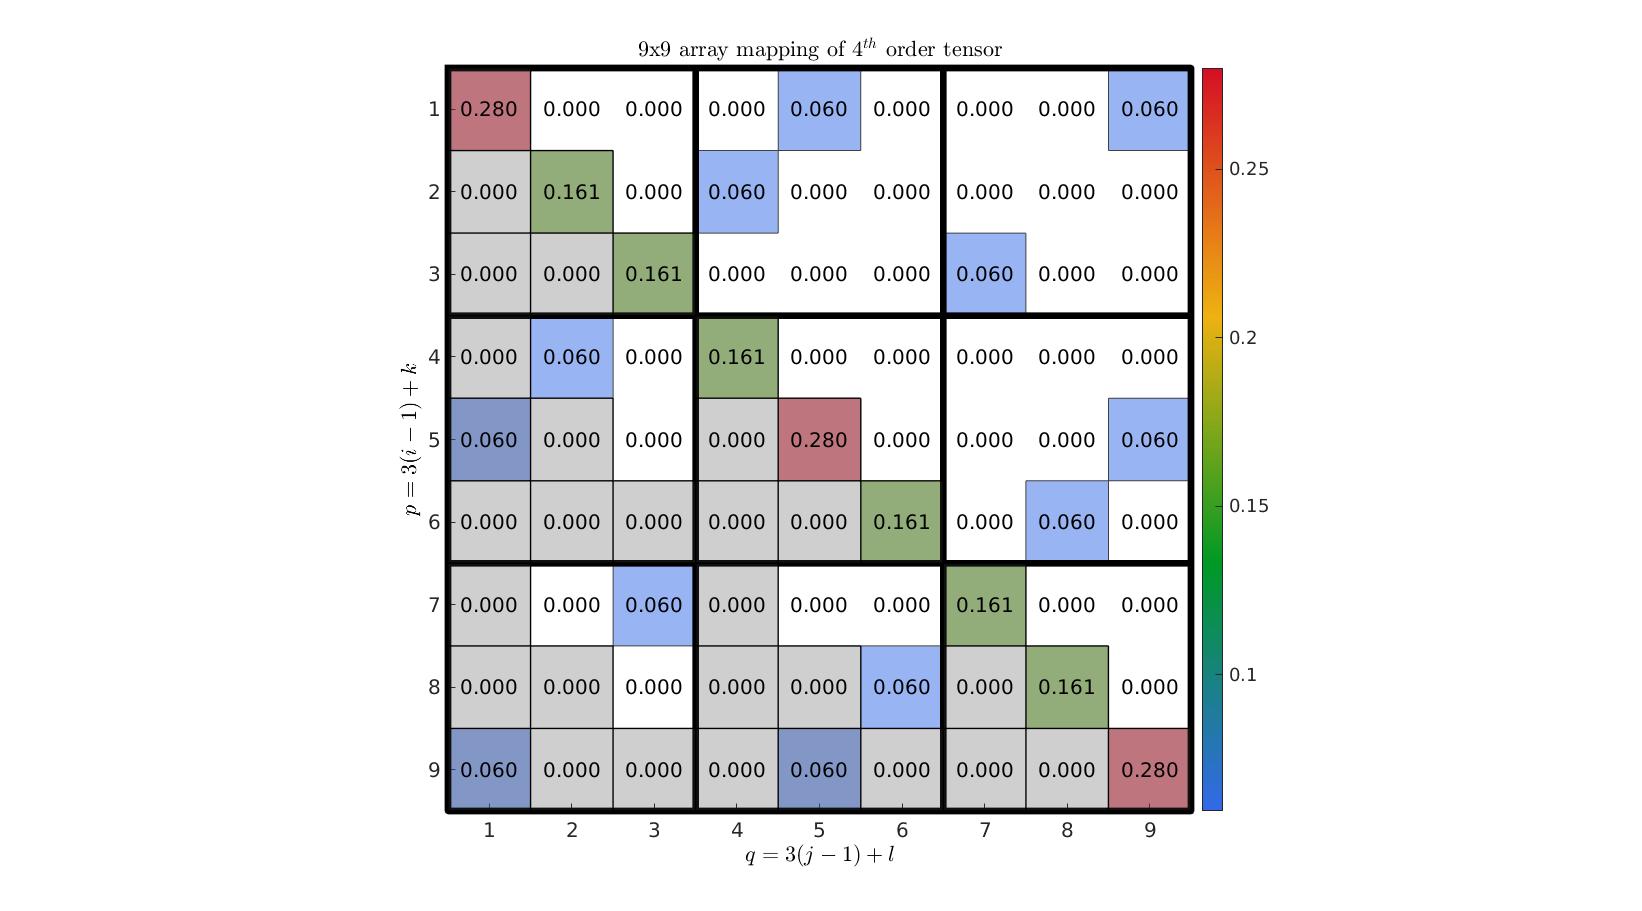 9x9 array mapping of 4^th order tensor
1 0.280 0.000 0.000 0.000 0.060 0.000 0.000 0.000 0.060
2 0.000 0.161 0.000 0.060 0.000 0.000 0.000 0.000 0.000
3 0.000 0.000 0.161 0.000 0.000 0.000 0.060 0.000 0.000
4 0.000 0.060 0.000 0.161 0.000 0.000 0.000 0.000 0.000
5 0.060 0.000 0.000 0.000 0.280 0.000 0.000 0.000 0.060
6 0.000 0.000 0.000 0.000 0.000 0.161 0.000 0.060 0.000
7 0.000 0.000 0.060 0.000 0.000 0.000 0.161 0.000 0.000
8 0.000 0.000 0.000 0.000 0.000 0.060 0.000 0.161 0.000
9 0.060 0.000 0.000 0.000 0.060 0.000 0.000 0.000 0.280
1 2 3 4 5 6 7 8 9
q = 3(j − 1) + l
p = 3(i − 1) + k
0.25
0.2
0.15
0.1